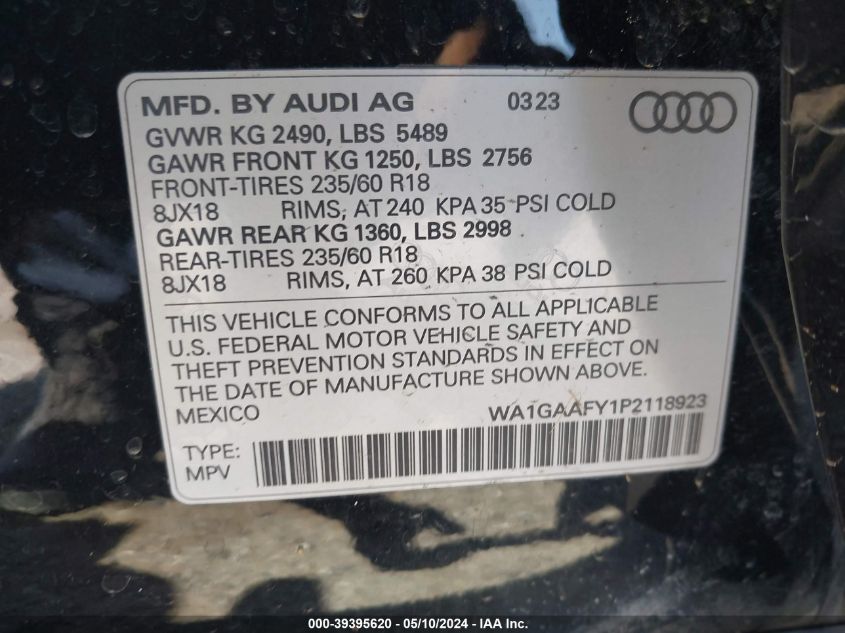 MFD. BY AUDI AG 0323
GVWR KG 2490, LBS 5489
GAWR FRONT KG 1250, LBS 2756
FRONT-TIRES 235/60 R18
8JX18 RIMS, AT 240 KPA 35 PSI COLD
GAWR REAR KG 1360, LBS 2998
REAR-TIRES 235/60 R18
8JX18 RIMS, AT 260 KPA 38 PSI COLD
THIS VEHICLE CONFORMS TO ALL APPLICABLE
U.S. FEDERAL MOTOR VEHICLE SAFETY AND
THEFT PREVENTION STANDARDS IN EFFECT ON
THE DATE OF MANUFACTURE SHOWN ABOVE.
MEXICO WA1GAAFY1P2118923
TYPE:
MPV
000-39395620 - 05/10/2024 - IAA Inc.